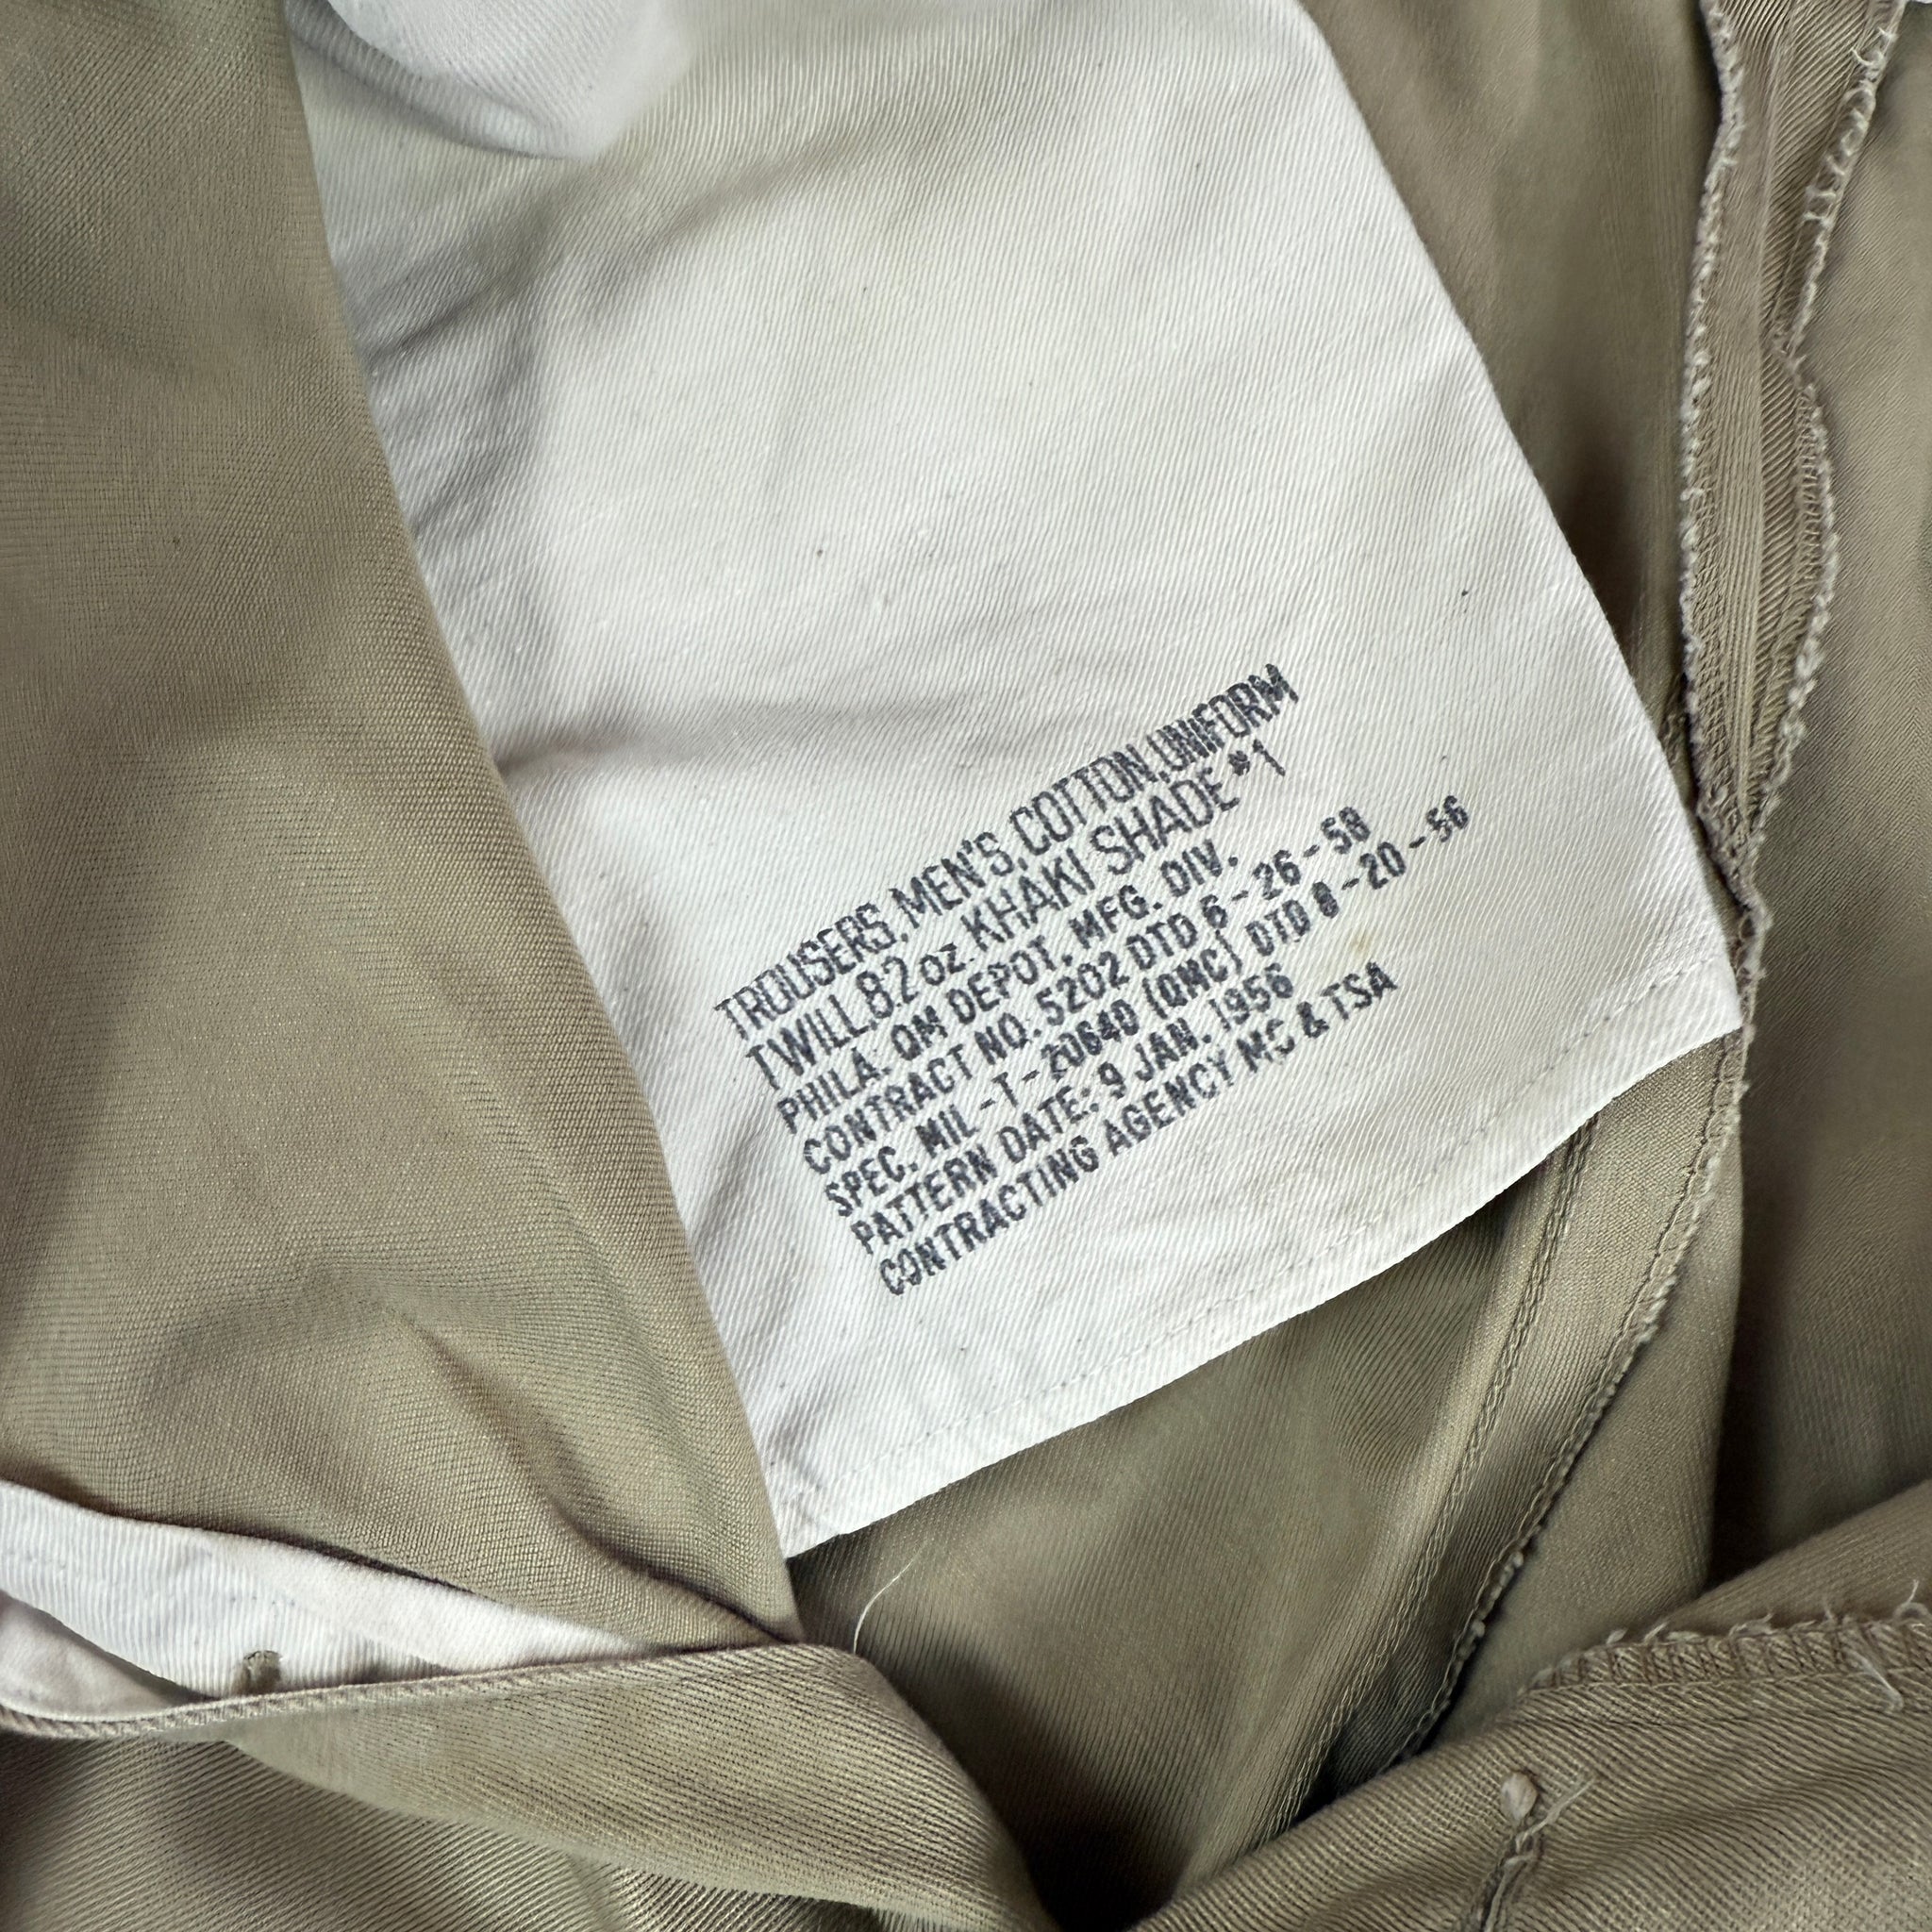 TROUSERS, MEN'S, COTTON, UNIFORM
TWILL, 8.2 oz. KHAKI SHADE #1
PHILA. QM DEPOT, MFG. DIV.
CONTRACT NO. 5202 DTD 6-26-58
SPEC. MIL-T-20640 (QMC) DTD 8-20-56
PATTERN DATE: 9 JAN. 1956
CONTRACTING AGENCY MC & TSA